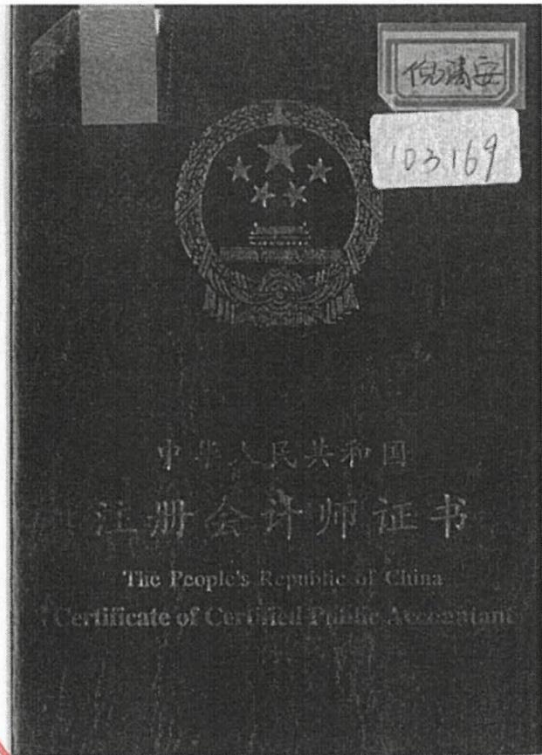 倪清安
103169
中华人民共和国
注册会计师证书
The People's Republic of China
Certificate of Certified Public Accountant